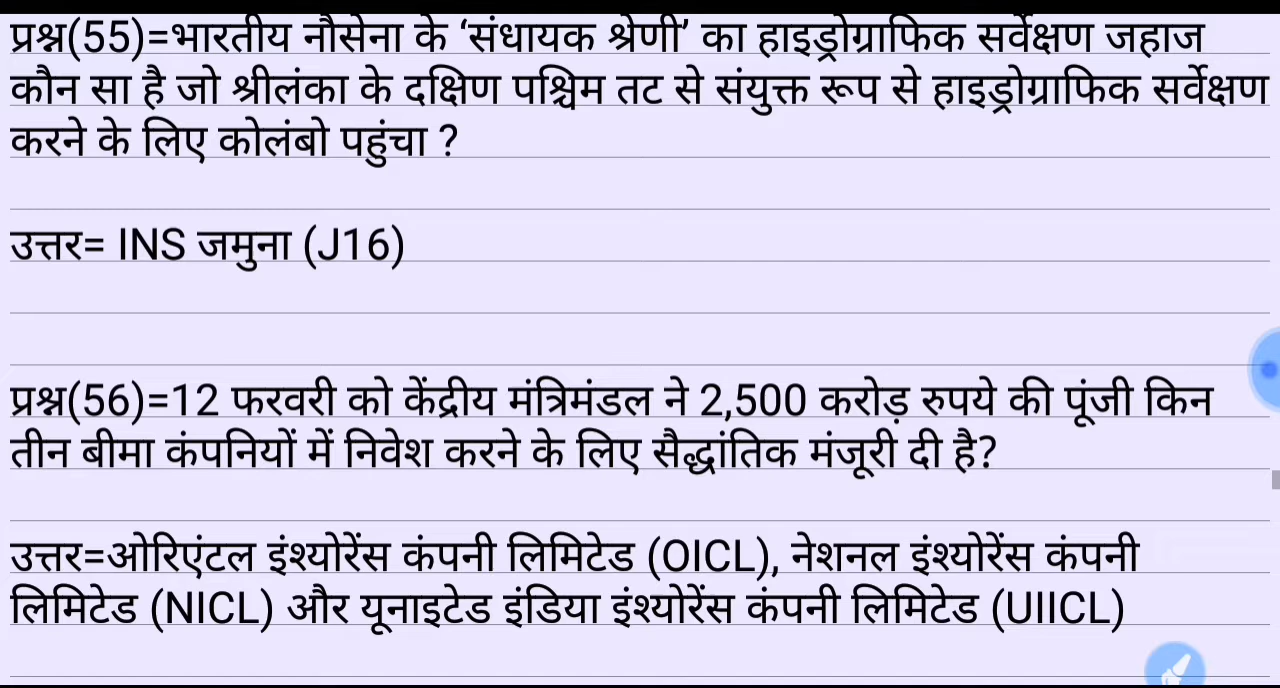 प्रश्न(55)=भारतीय नौसेना के ‘संधायक श्रेणी’ का हाइड्रोग्राफिक सर्वेक्षण जहाज
कौन सा है जो श्रीलंका के दक्षिण पश्चिम तट से संयुक्त रूप से हाइड्रोग्राफिक सर्वेक्षण
करने के लिए कोलंबो पहुंचा ?
उत्तर= INS जमुना (J16)
प्रश्न(56)=12 फरवरी को केंद्रीय मंत्रिमंडल ने 2,500 करोड़ रुपये की पूंजी किन
तीन बीमा कंपनियों में निवेश करने के लिए सैद्धांतिक मंजूरी दी है?
उत्तर=ओरिएंटल इंश्योरेंस कंपनी लिमिटेड (OICL), नेशनल इंश्योरेंस कंपनी
लिमिटेड (NICL) और यूनाइटेड इंडिया इंश्योरेंस कंपनी लिमिटेड (UIICL)